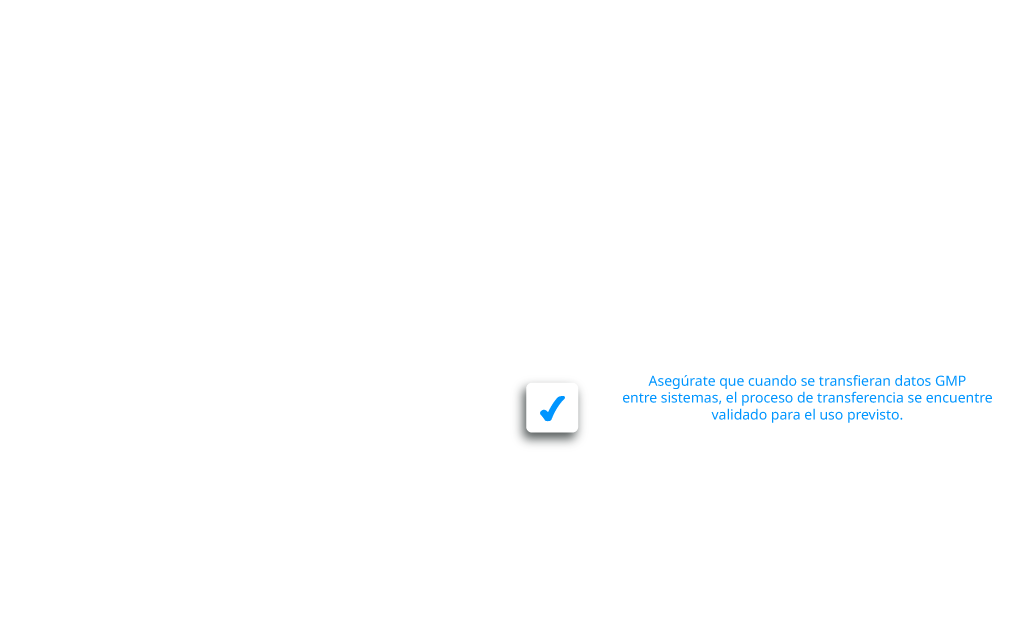 Asegúrate que cuando se transfieran datos GMP
entre sistemas, el proceso de transferencia se encuentre
validado para el uso previsto.